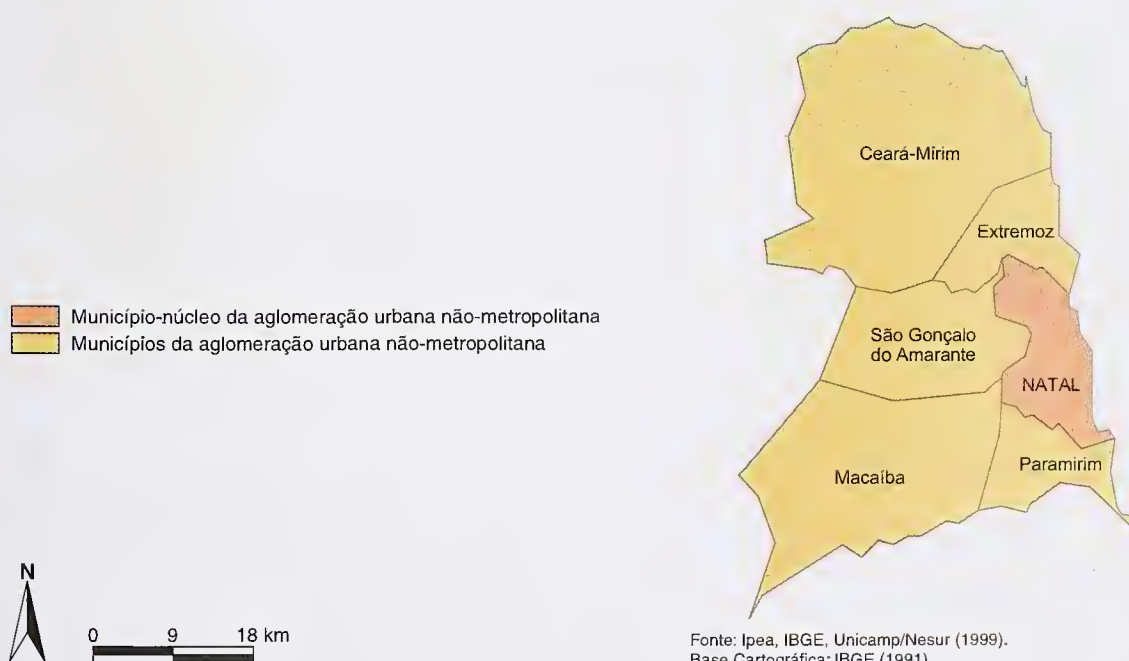 Ceará-Mirim
Extremoz
Município-núcleo da aglomeração urbana não-metropolitana
Municípios da aglomeração urbana não-metropolitana
São Gonçalo
do Amarante
NATAL
Macaíba
Paramirim
N
0 9 18 km
Fonte: Ipea, IBGE, Unicamp/Nesur (1999).
Base Cartográfica: IBGE (1991).